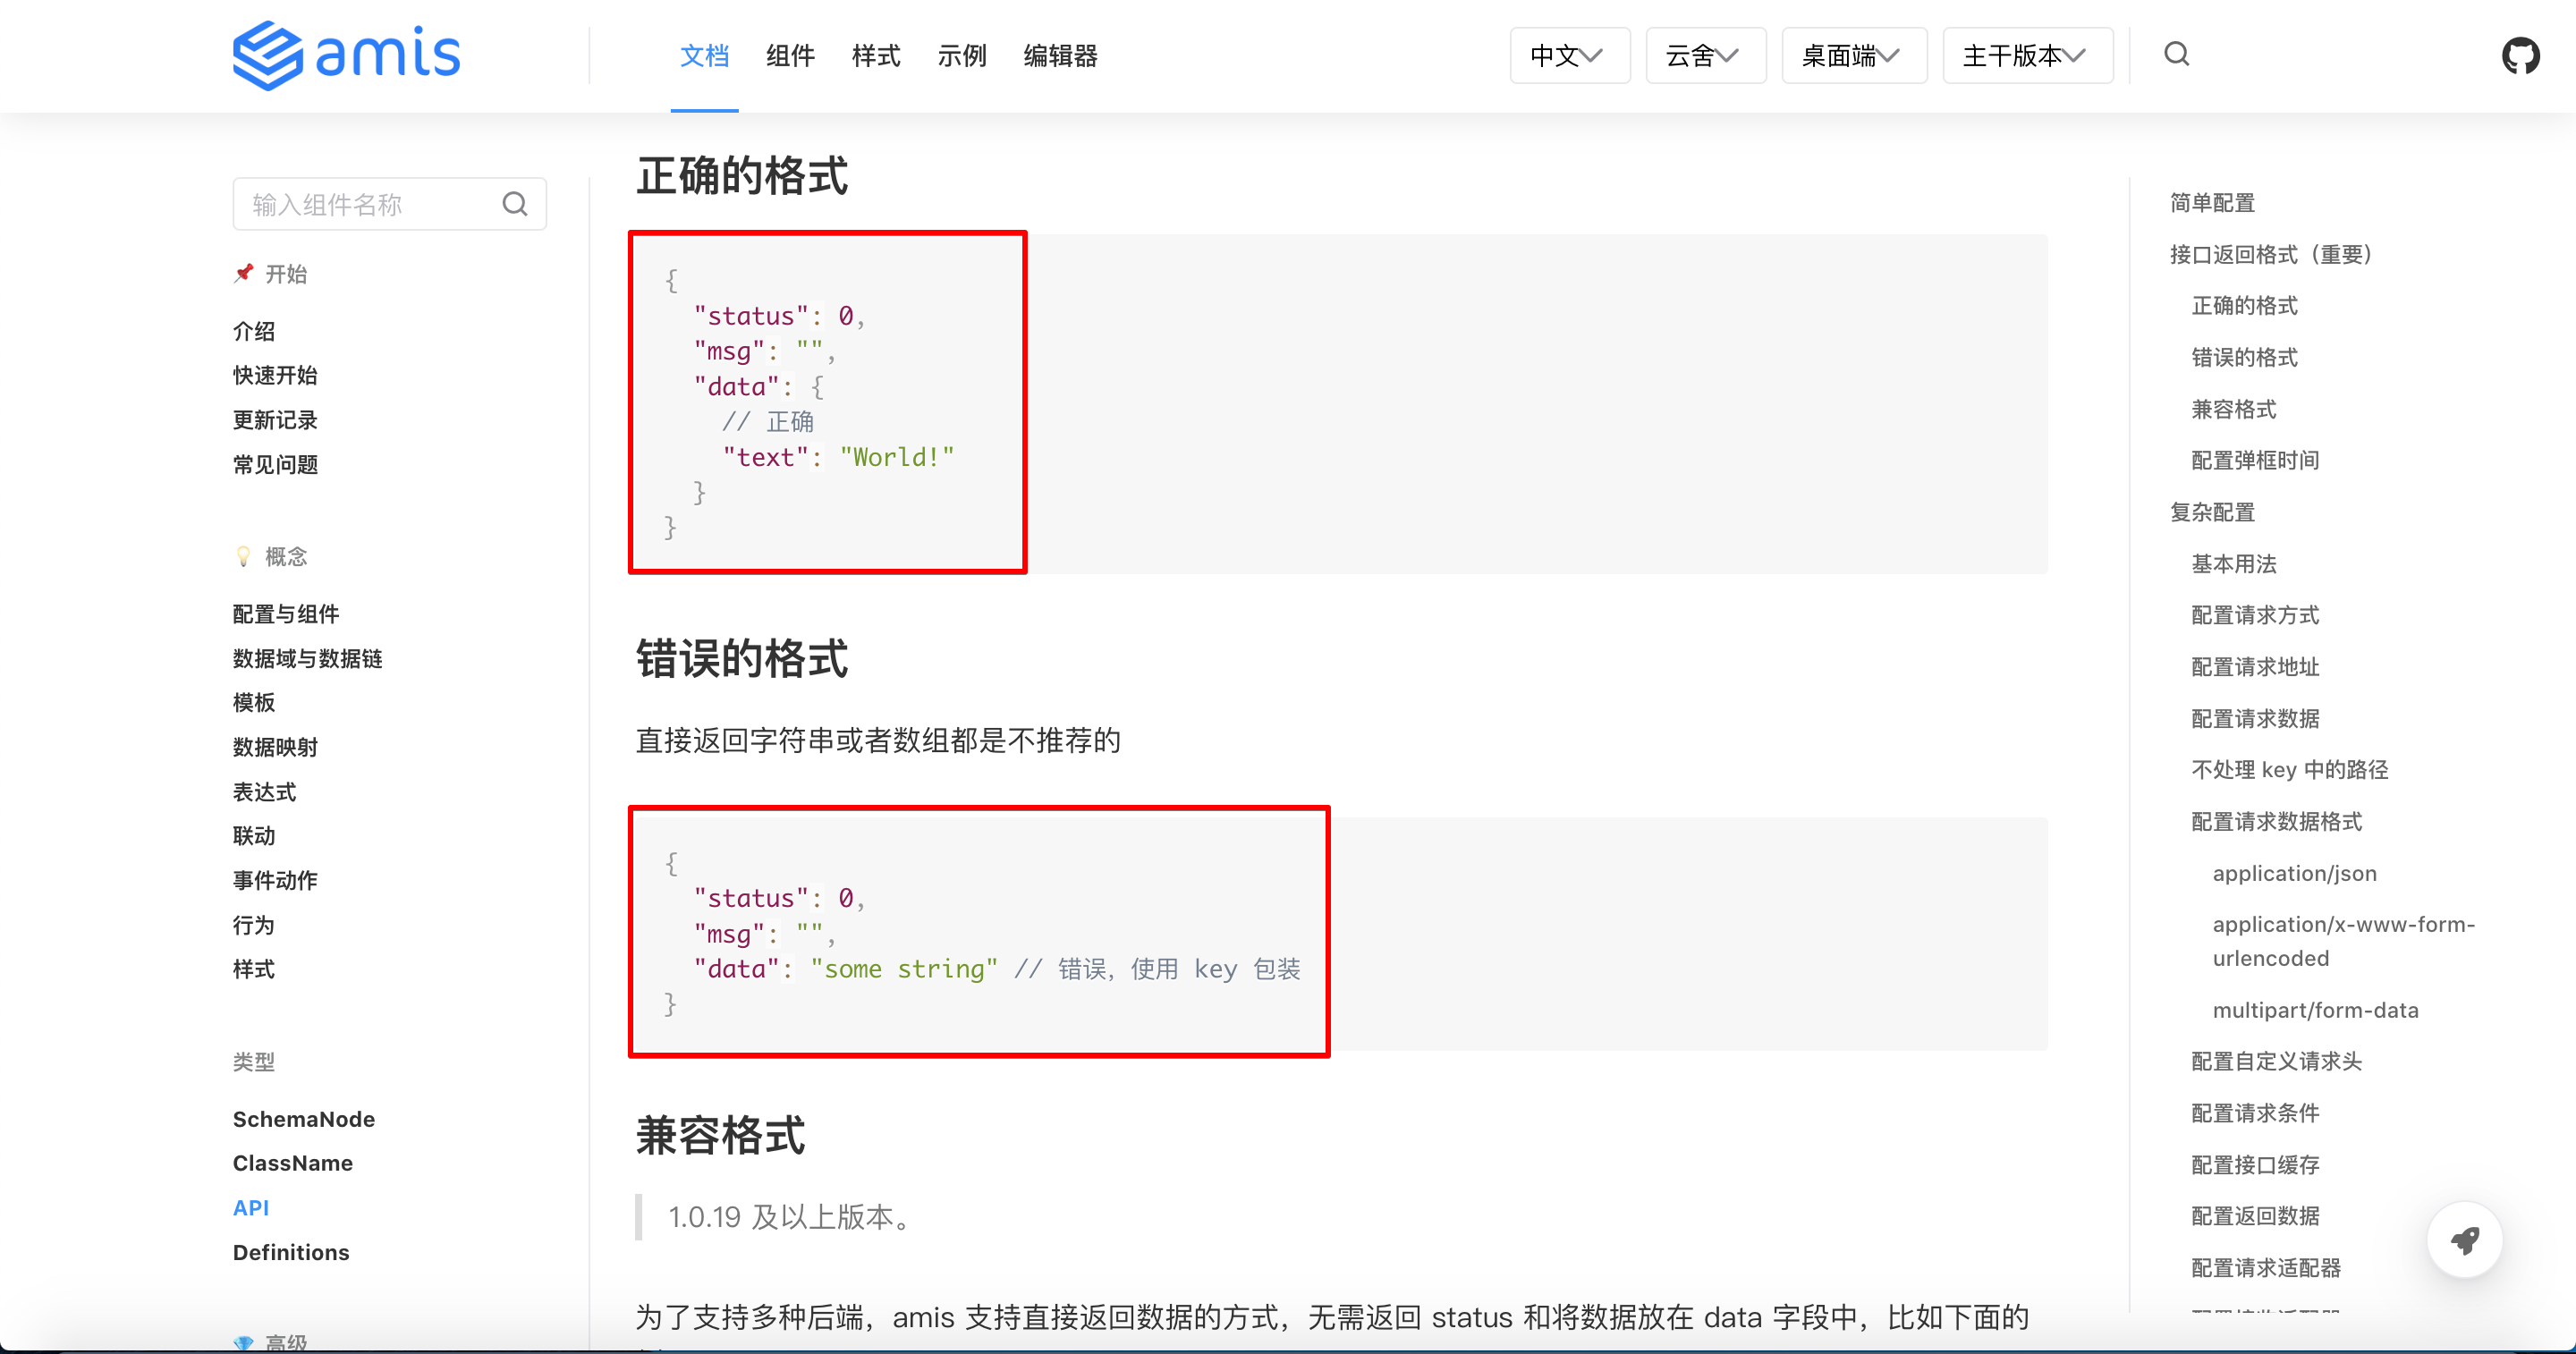 amis
文档 组件 样式 示例 编辑器
中文 云舍 桌面端 主干版本
输入组件名称
开始
介绍
快速开始
更新记录
常见问题
概念
配置与组件
数据域与数据链
模板
数据映射
表达式
联动
事件动作
行为
样式
类型
SchemaNode
ClassName
API
Definitions
高级
正确的格式
{
"status": 0,
"msg": "",
"data": {
// 正确
"text": "World!"
}
}
错误的格式
直接返回字符串或者数组都是不推荐的
{
"status": 0,
"msg": "",
"data": "some string" // 错误，使用 key 包装
}
兼容格式
1.0.19 及以上版本。
为了支持多种后端，amis 支持直接返回数据的方式，无需返回 status 和将数据放在 data 字段中，比如下面的
简单配置
接口返回格式（重要）
正确的格式
错误的格式
兼容格式
配置弹框时间
复杂配置
基本用法
配置请求方式
配置请求地址
配置请求数据
不处理 key 中的路径
配置请求数据格式
application/json
application/x-www-form-
urlencoded
multipart/form-data
配置自定义请求头
配置请求条件
配置接口缓存
配置返回数据
配置请求适配器